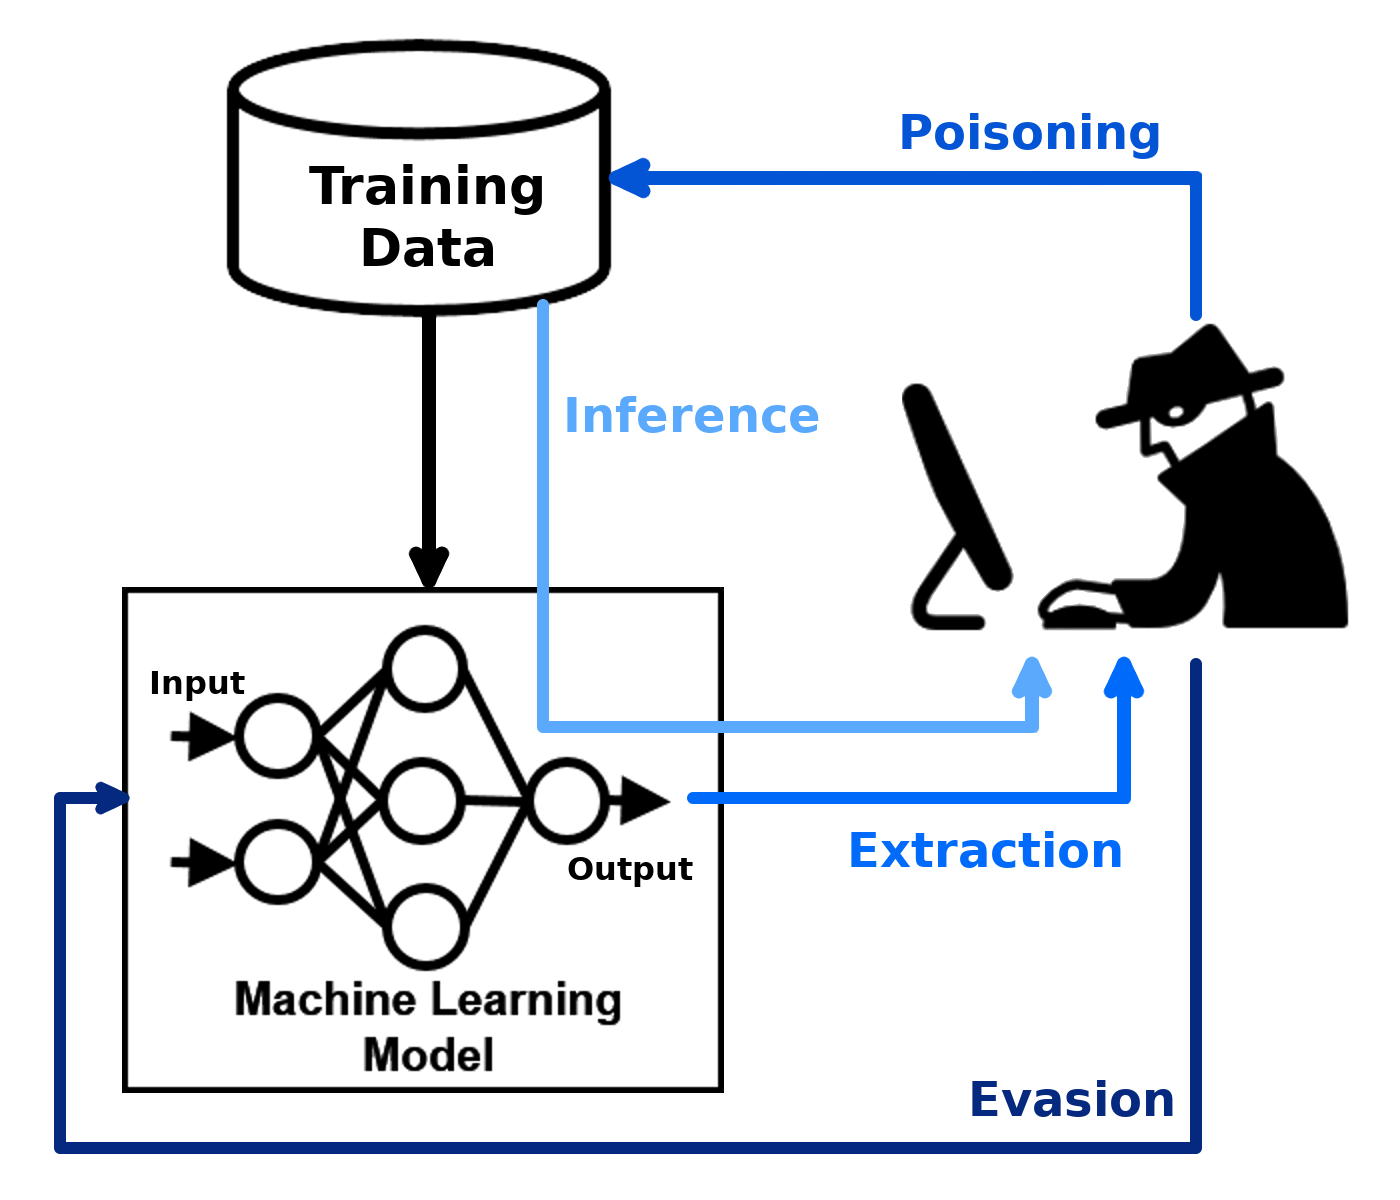 Poisoning
Training
Data
Inference
Input
Output
Extraction
Machine Learning
Model
Evasion